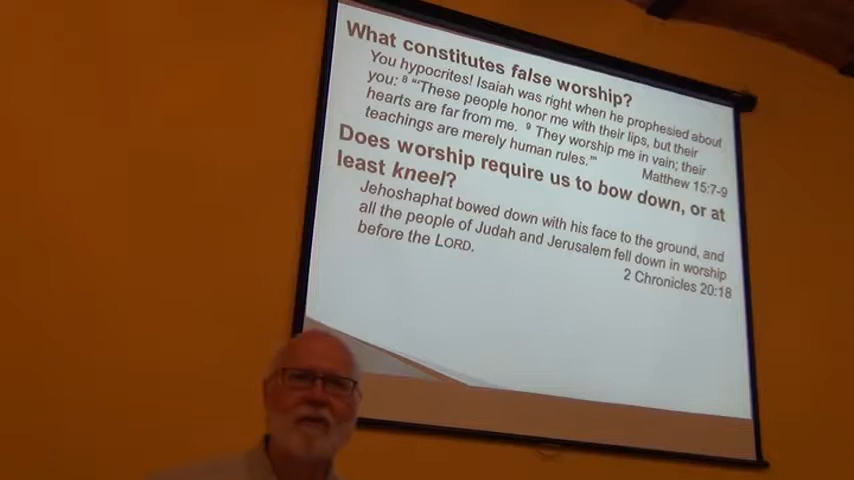 What constitutes false worship?
You hypocrites! Isaiah was right when he prophesied about
you: 8 "'These people honor me with their lips, but their
hearts are far from me. 9 They worship me in vain; their
teachings are merely human rules.'"
Matthew 15:7-9
Does worship require us to bow down, or at
least kneel?
Jehoshaphat bowed down with his face to the ground, and
all the people of Judah and Jerusalem fell down in worship
before the LORD.
2 Chronicles 20:18